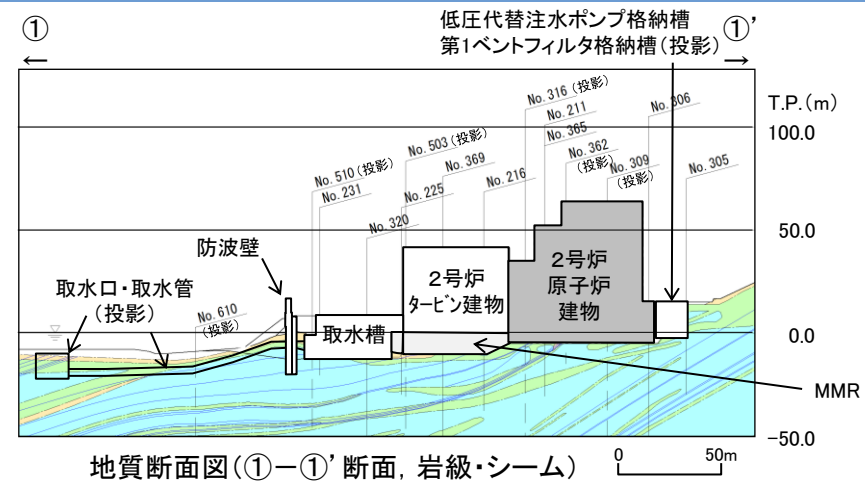 ①
低圧代替注水ポンプ格納槽
第1ベントフィルタ格納槽(投影)
①’
←
→
T.P.(m)
No. 316(投影)
No. 211
No. 306
No. 365
100.0
No. 503(投影)
No. 362
(投影)
No. 369
No. 309
(投影)
No. 305
No. 510(投影)
No. 231
No. 225
No. 216
No. 320
50.0
防波壁
2号炉
タービン建物
2号炉
原子炉
建物
取水口・取水管
(投影)
No. 610
(投影)
取水槽
0.0
MMR
-50.0
地質断面図(①-①’断面,岩級・シーム)
0
50m